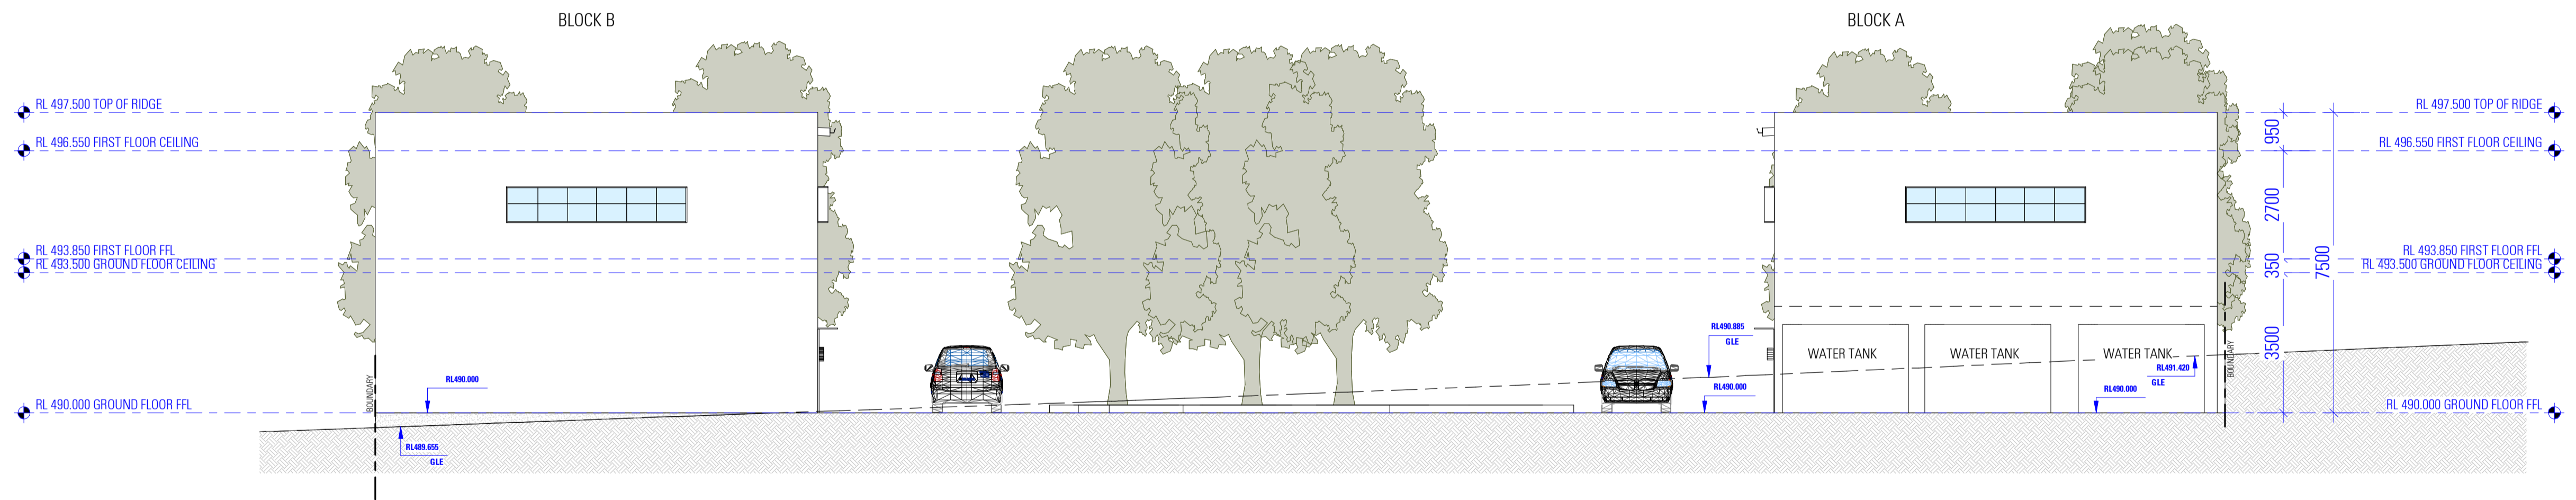 BLOCK B
BLOCK A
RL 497.500 TOP OF RIDGE
RL 497.500 TOP OF RIDGE
950
RL 496.550 FIRST FLOOR CEILING
RL 496.550 FIRST FLOOR CEILING
2700
RL 493.850 FIRST FLOOR FFL
RL 493.850 FIRST FLOOR FFL
RL 493.500 GROUND FLOOR CEILING
RL 493.500 GROUND FLOOR CEILING
350
7500
3500
RL490.885
GLE
WATER TANK
WATER TANK
WATER TANK
BOUNDARY
RL491.420
GLE
BOUNDARY
RL490.000
RL490.000
RL490.000
RL 490.000 GROUND FLOOR FFL
RL 490.000 GROUND FLOOR FFL
RL489.655
GLE